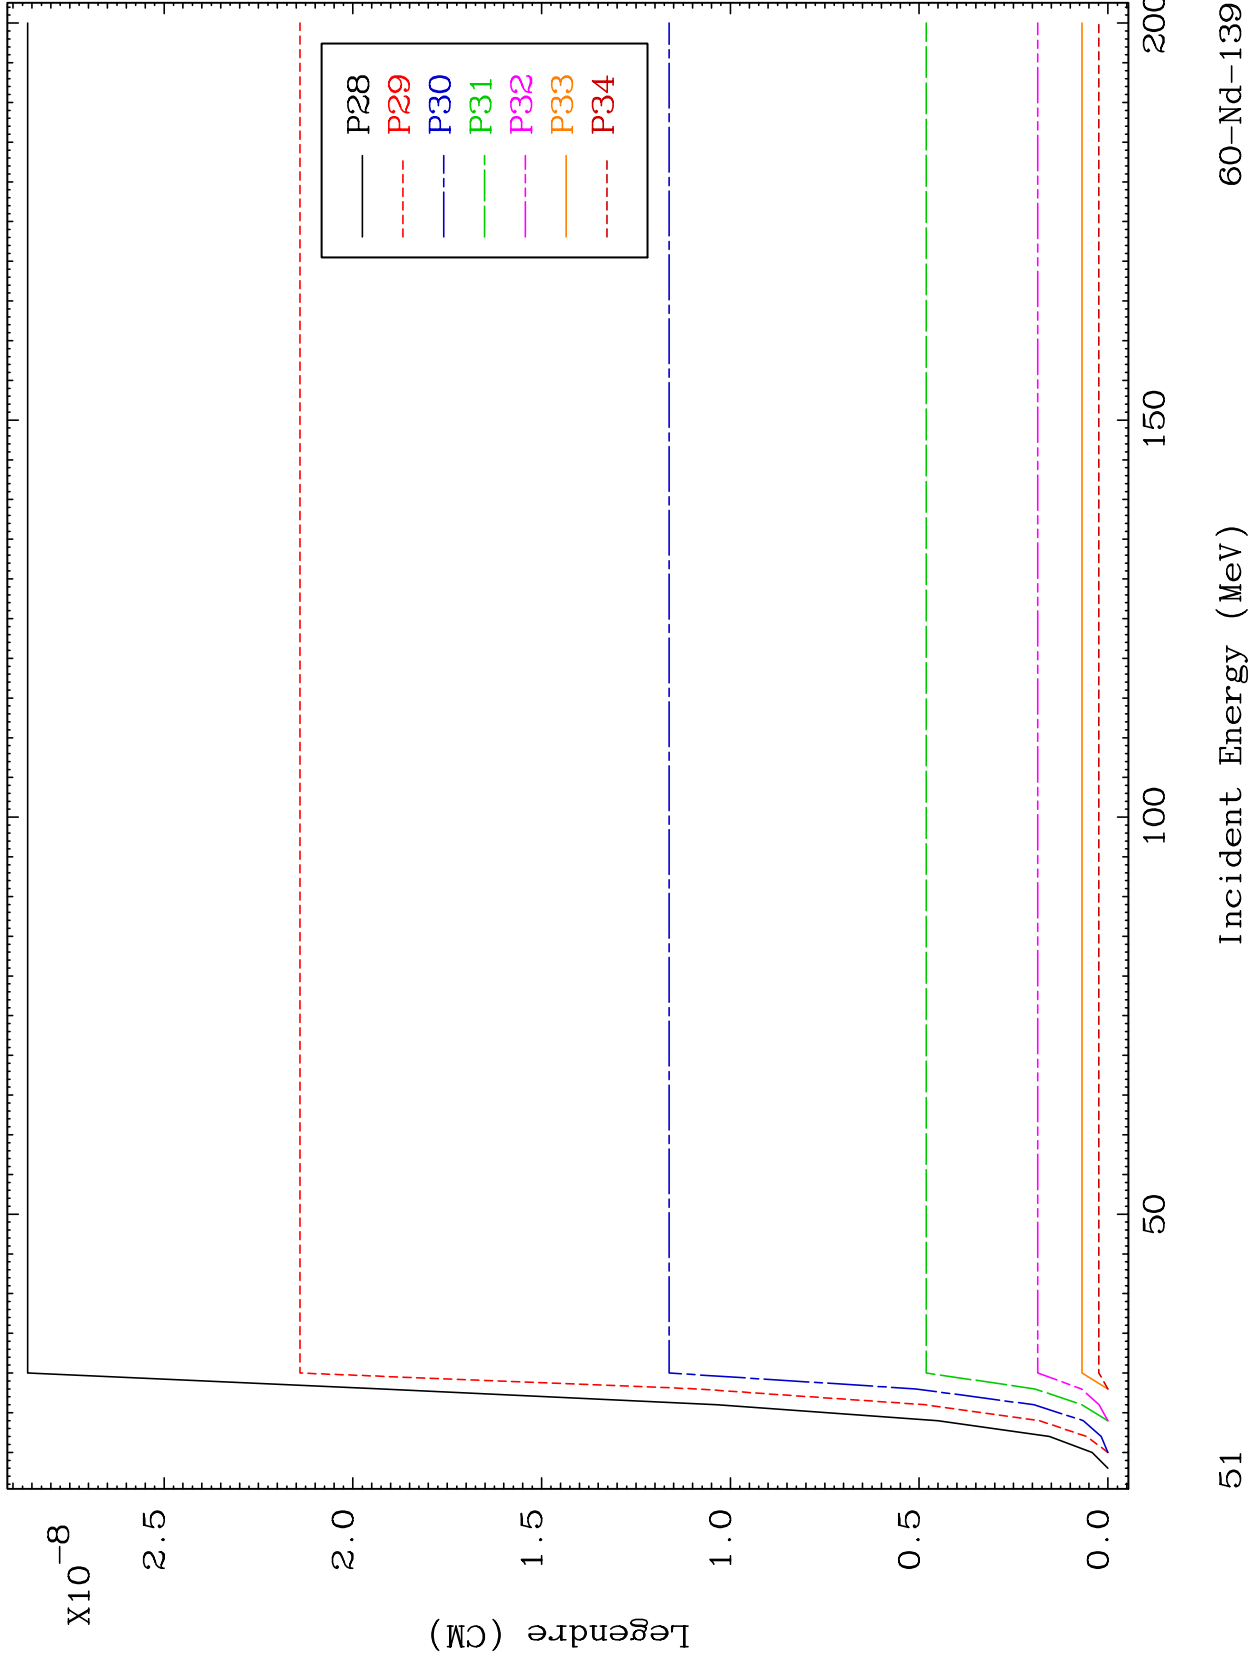 X10-8
2.5
2.0
1.5
1.0
0.5
0.0
Legendre (CM)
P28
P29
P30
P31
P32
P33
P34
50
100
150
200
51
Incident Energy (MeV)
60-Nd-139